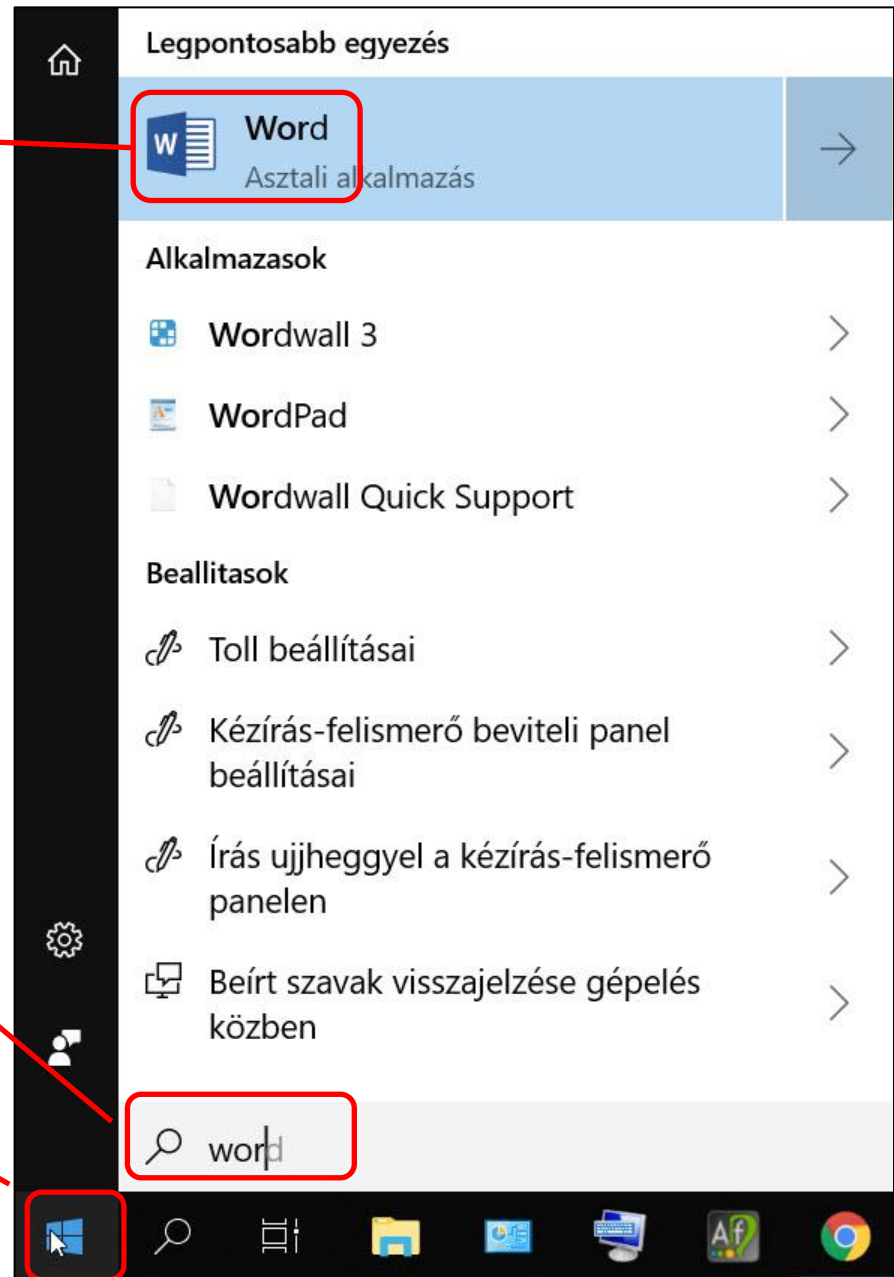 Legpontosabb egyezés
Word
Asztali alkalmazás
Alkalmazasok
Wordwall 3
WordPad
Wordwall Quick Support
Beallitasok
Toll beállításai
Kézírás-felismerő beviteli panel
beállításai
Írás ujjheggyel a kézírás-felismerő
panelen
Beírt szavak visszajelzése gépelés
közben
word